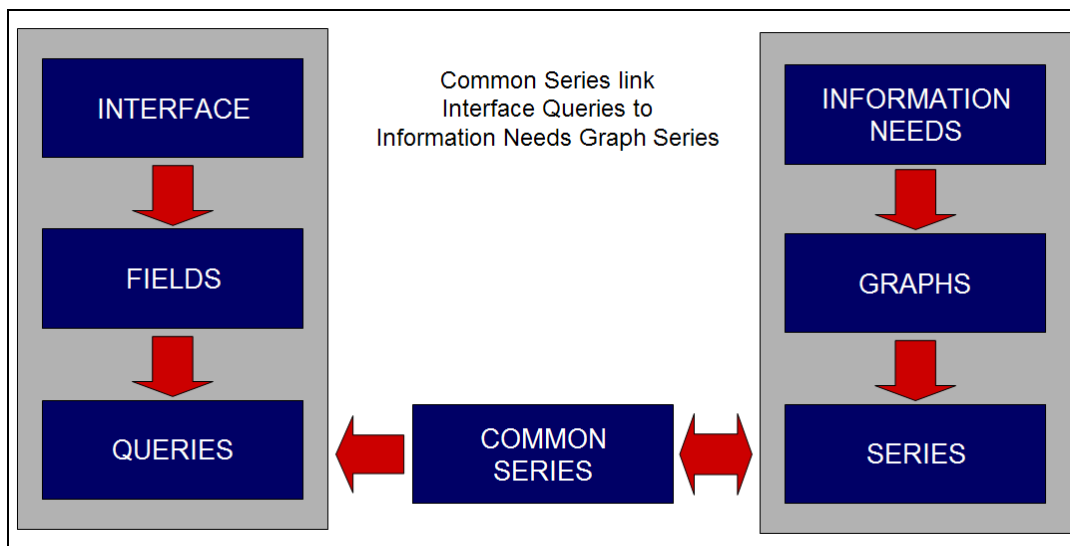 INTERFACE
FIELDS
QUERIES
Common Series link
Interface Queries to
Information Needs Graph Series
COMMON
SERIES
INFORMATION
NEEDS
GRAPHS
SERIES